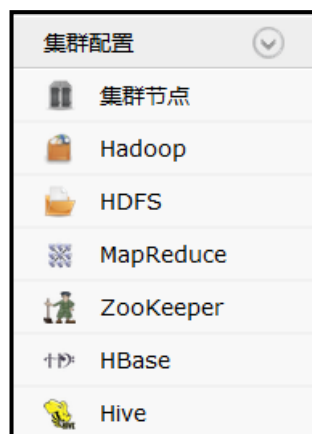 集群配置
集群节点
Hadoop
HDFS
MapReduce
ZooKeeper
HBase
Hive